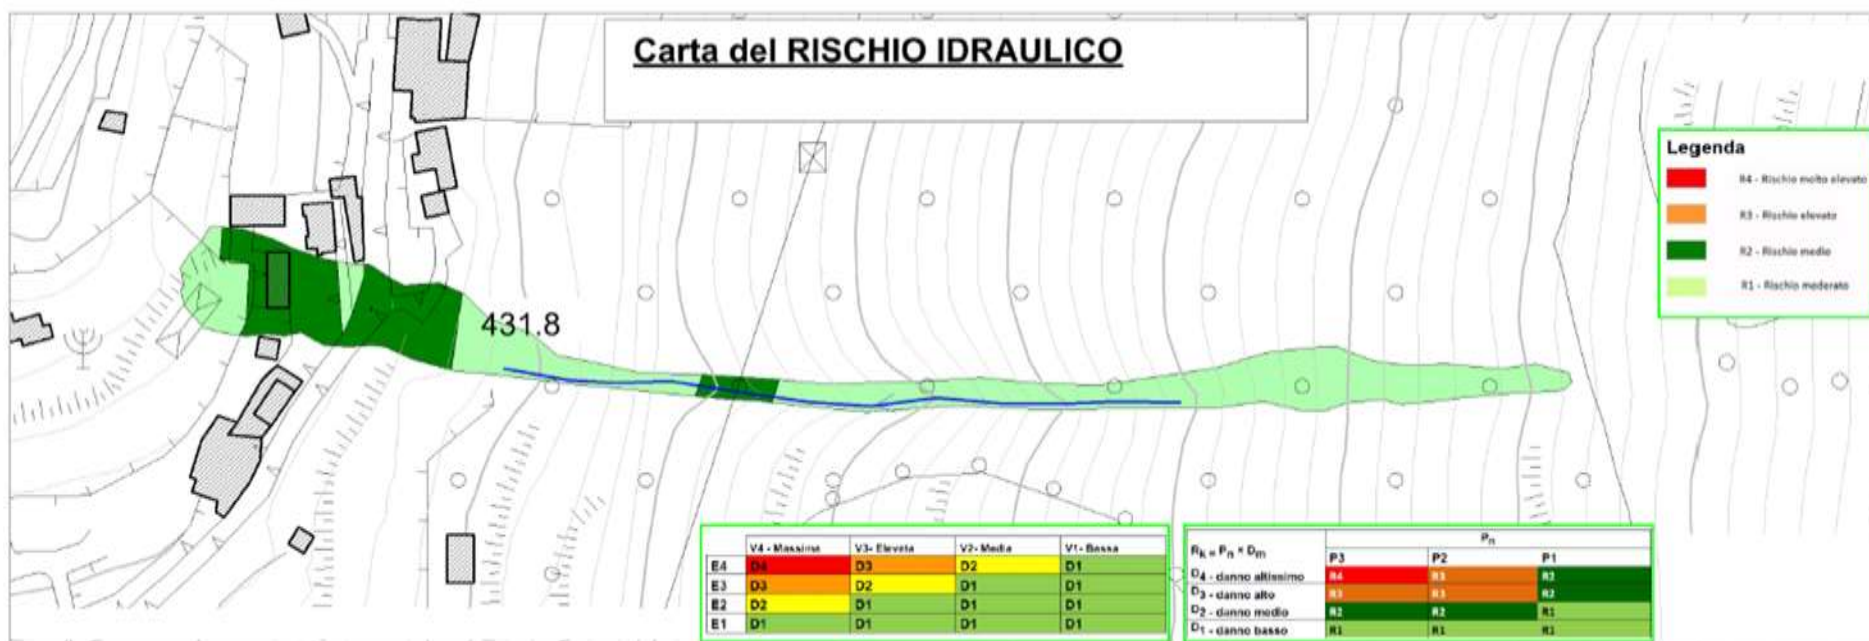 Carta del RISCHIO IDRAULICO
Legenda
R4 - Rischio molto elevato
R3 - Rischio elevato
R2 - Rischio medio
R1 - Rischio moderato
431.8
V4 - Massima V3- Elevata V2- Media V1- Bassa
E4 D4 D3 D2 D1
E3 D3 D2 D1 D1
E2 D2 D1 D1 D1
E1 D1 D1 D1 D1
Rk = Pn * Dm Pn
P3 P2 P1
D4 - danno altissimo R4 R3 R2
D3 - danno alto R3 R3 R2
D2 - danno medio R2 R2 R1
D1 - danno basso R1 R1 R1